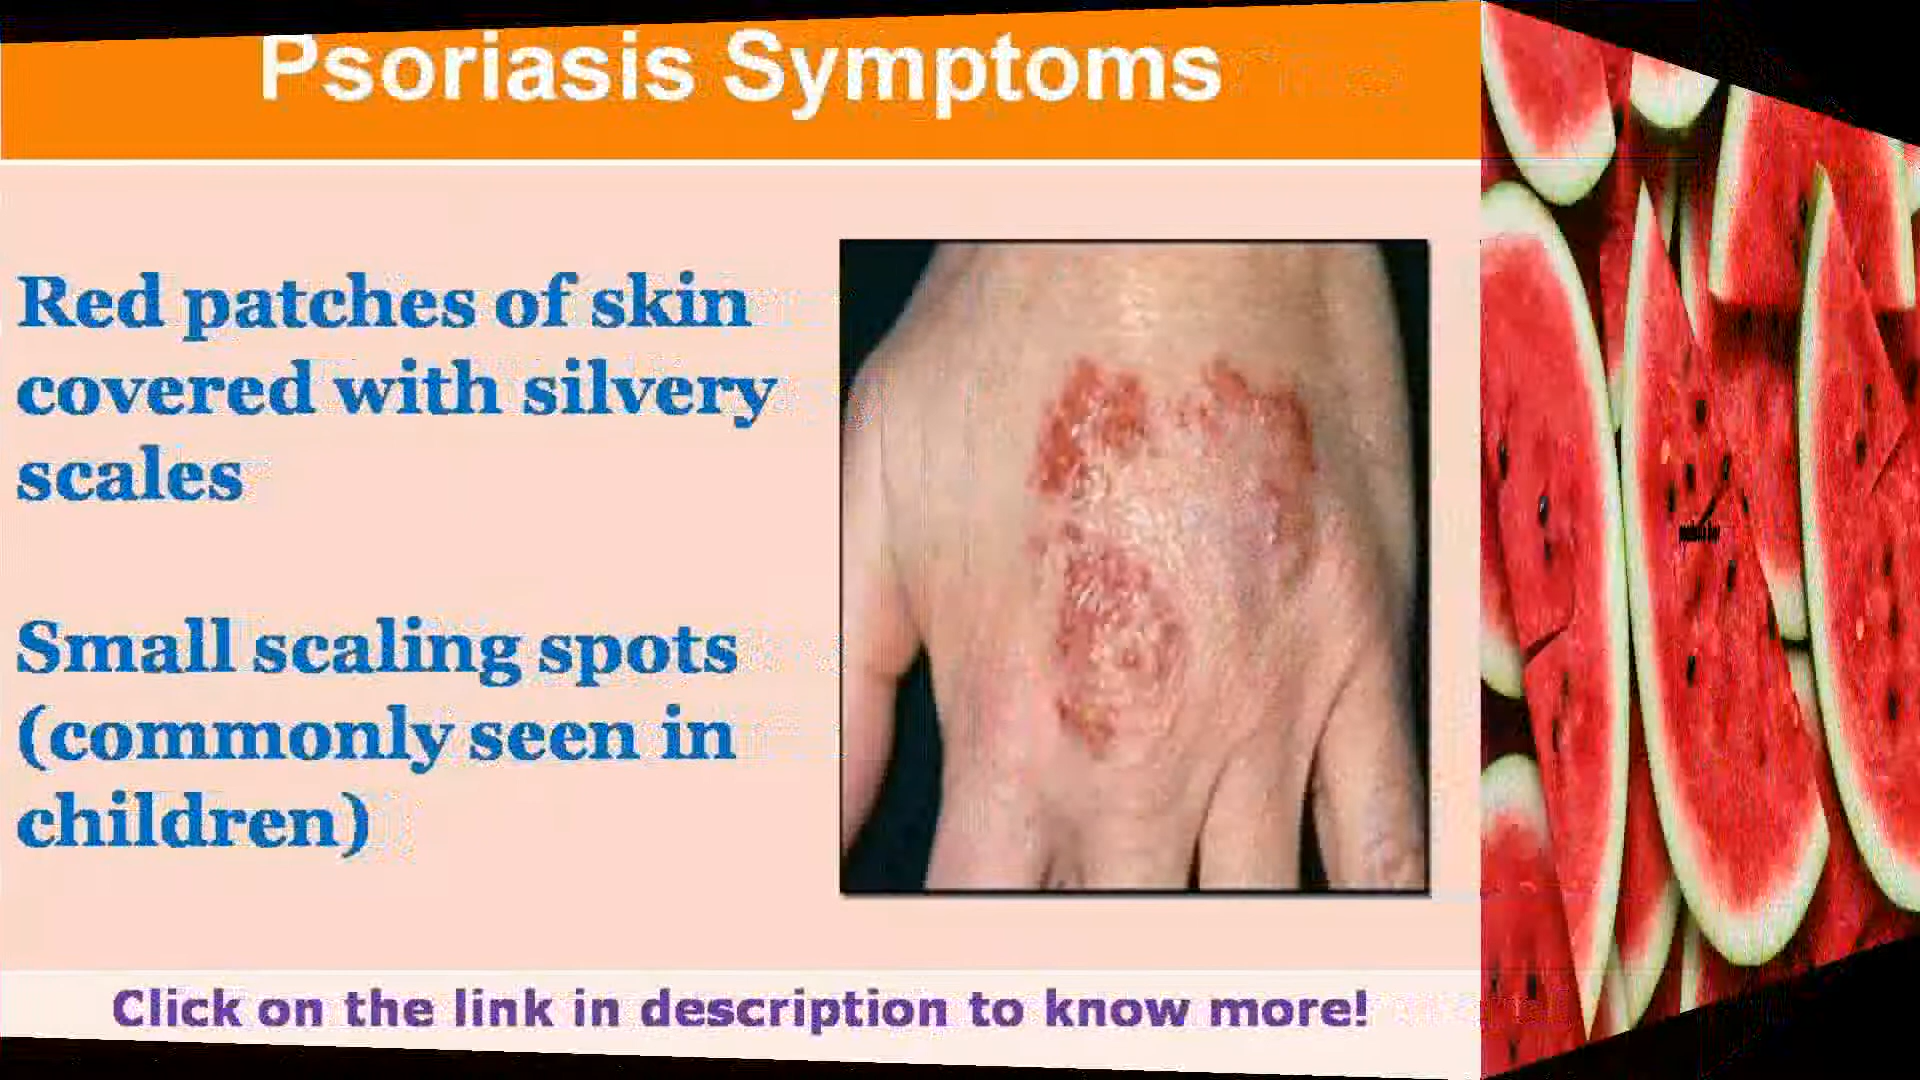 Psoriasis Symptoms
Red patches of skin
covered with silvery
scales
Small scaling spots
(commonly seen in
children)
Click on the link in description to know more!